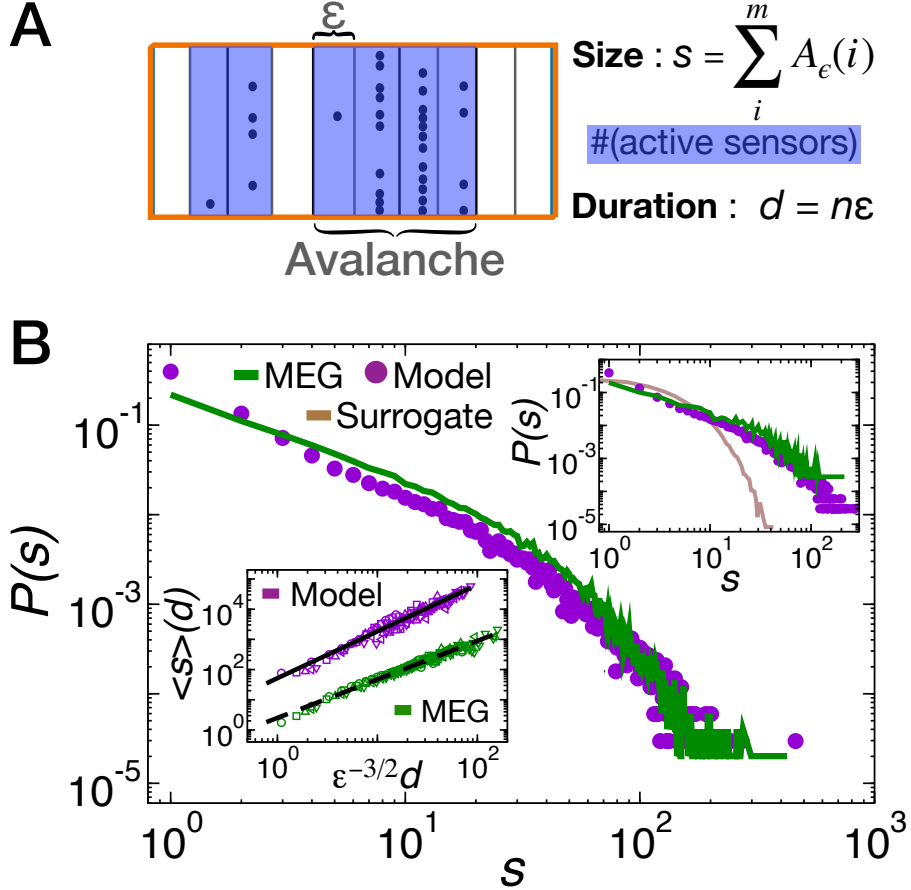 A
ε
Size : s = ∑ A_ϵ(i)
m
i
#(active sensors)
Duration : d = nε
Avalanche
B
MEG Model
Surrogate
P(s)
10^-1
10^-3
10^-5
10^0 10^1 10^2 10^3
s
P(s)
10^-1
10^-3
10^-5
10^0 10^1 10^2
s
<s>(d)
Model
MEG
10^4
10^2
10^0
10^0 10^2
ε^-3/2 d